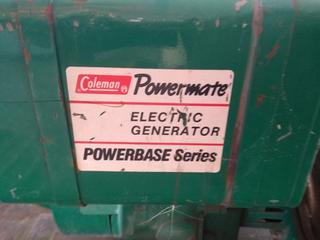 Coleman Powermate
ELECTRIC
GENERATOR
POWERBASE Series